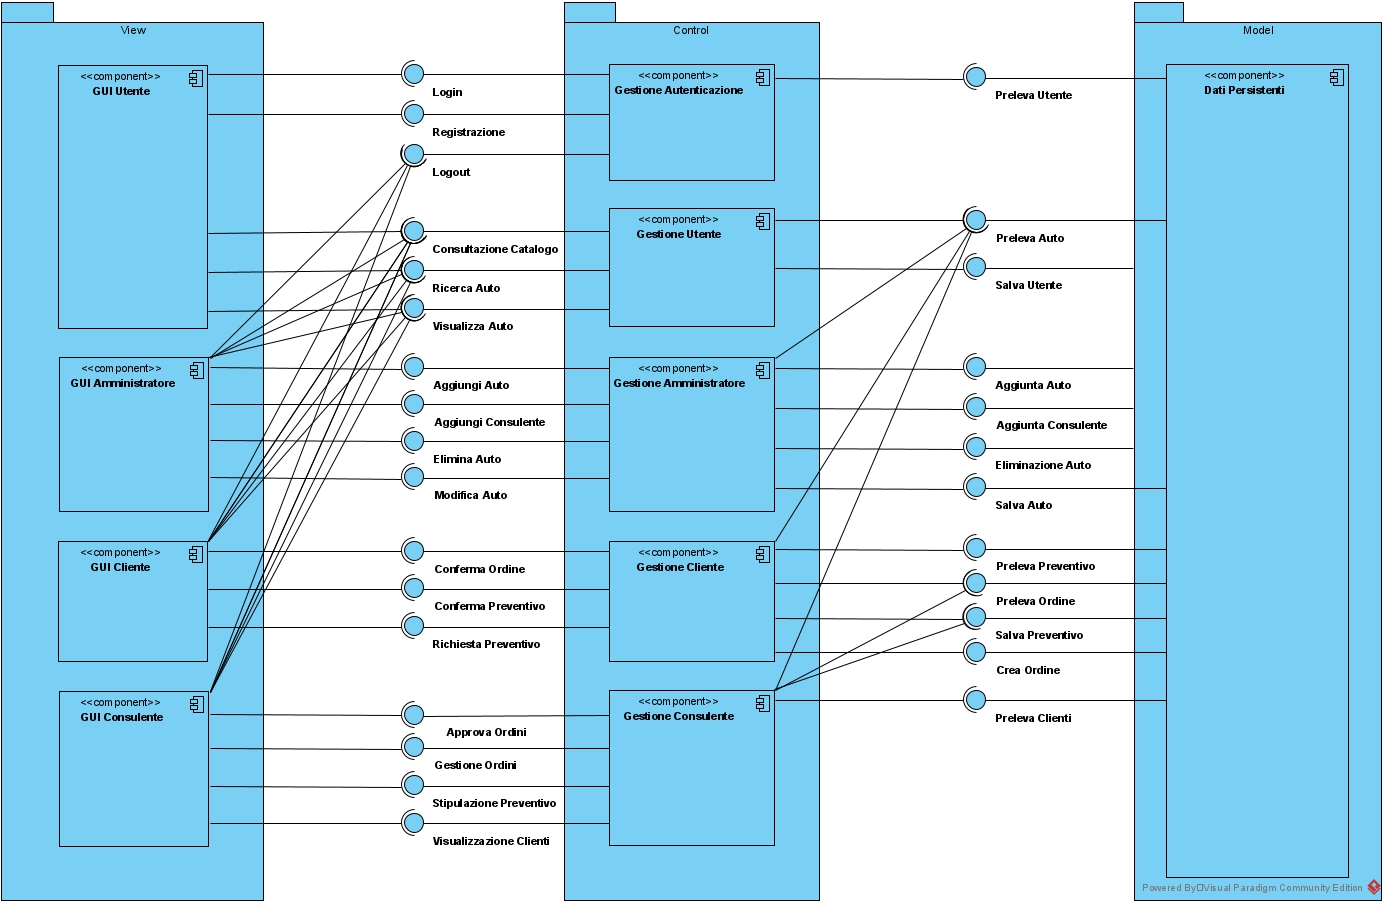 View
<<component>>
GUI Utente
<<component>>
GUI Amministratore
<<component>>
GUI Cliente
<<component>>
GUI Consulente
Login
Registrazione
Logout
Consultazione Catalogo
Ricerca Auto
Visualizza Auto
Aggiungi Auto
Aggiungi Consulente
Elimina Auto
Modifica Auto
Conferma Ordine
Conferma Preventivo
Richiesta Preventivo
Approva Ordini
Gestione Ordini
Stipulazione Preventivo
Visualizzazione Clienti
Control
<<component>>
Gestione Autenticazione
<<component>>
Gestione Utente
<<component>>
Gestione Amministratore
<<component>>
Gestione Cliente
<<component>>
Gestione Consulente
Preleva Utente
Preleva Auto
Salva Utente
Aggiunta Auto
Aggiunta Consulente
Eliminazione Auto
Salva Auto
Preleva Preventivo
Preleva Ordine
Salva Preventivo
Crea Ordine
Preleva Clienti
Model
<<component>>
Dati Persistenti
Powered By Visual Paradigm Community Edition